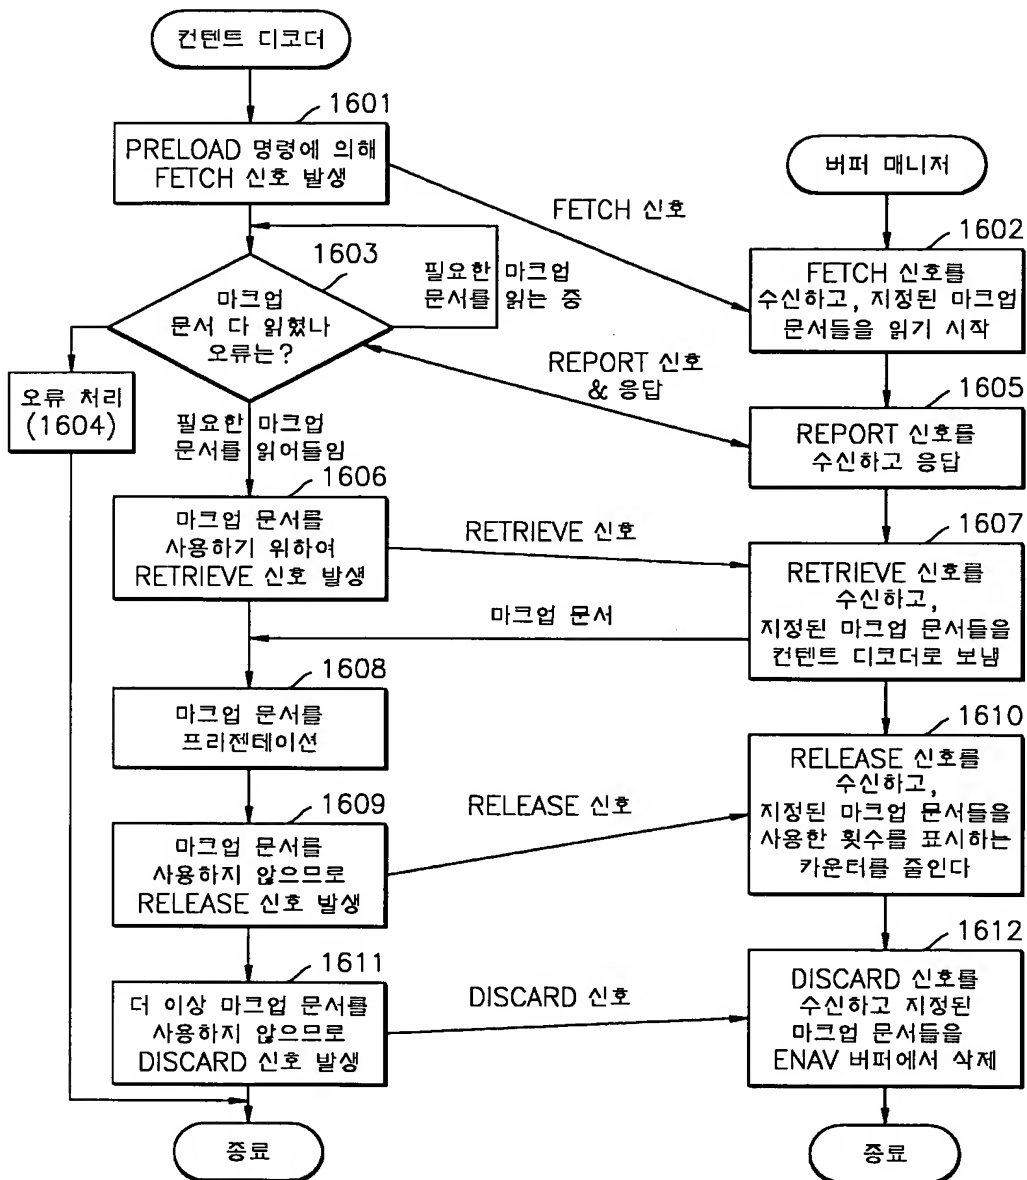 컨텐트 디코더
1601
PRELOAD 명령에 의해
FETCH 신호 발생
버퍼 매니저
FETCH 신호
1602
FETCH 신호를
수신하고, 지정된 마크업
문서들을 읽기 시작
1603
필요한 마크업
문서를 읽는 중
마크업
문서 다 읽혔나
오류는?
REPORT 신호
& 응답
오류 처리
(1604)
필요한 마크업
문서를 읽어들임
1605
REPORT 신호를
수신하고 응답
1606
마크업 문서를
사용하기 위하여
RETRIEVE 신호 발생
RETRIEVE 신호
1607
RETRIEVE 신호를
수신하고,
지정된 마크업 문서들을
컨텐트 디코더로 보냄
마크업 문서
1608
마크업 문서를
프리젠테이션
1609
마크업 문서를
사용하지 않으므로
RELEASE 신호 발생
RELEASE 신호
1610
RELEASE 신호를
수신하고,
지정된 마크업 문서들을
사용한 횟수를 표시하는
카운터를 줄인다
1611
더 이상 마크업 문서를
사용하지 않으므로
DISCARD 신호 발생
DISCARD 신호
1612
DISCARD 신호를
수신하고 지정된
마크업 문서들을
ENAV 버퍼에서 삭제
종료
종료